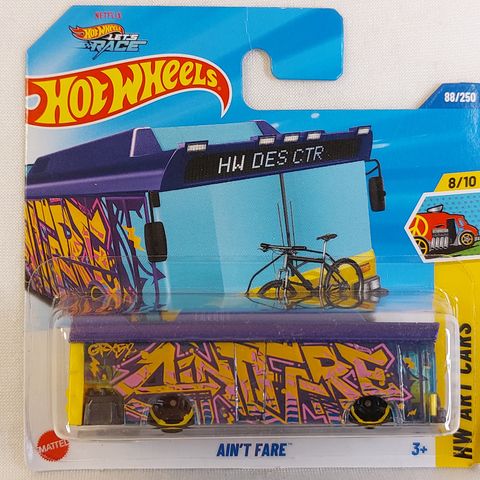 NETFLIX
HOT WHEELS
LET'S
RACE
HOT WHEELS
88/250
HW DES CTR
8/10
HW ART CARS
AIN'T FARE
MATTEL
AIN'T FARE™
3+